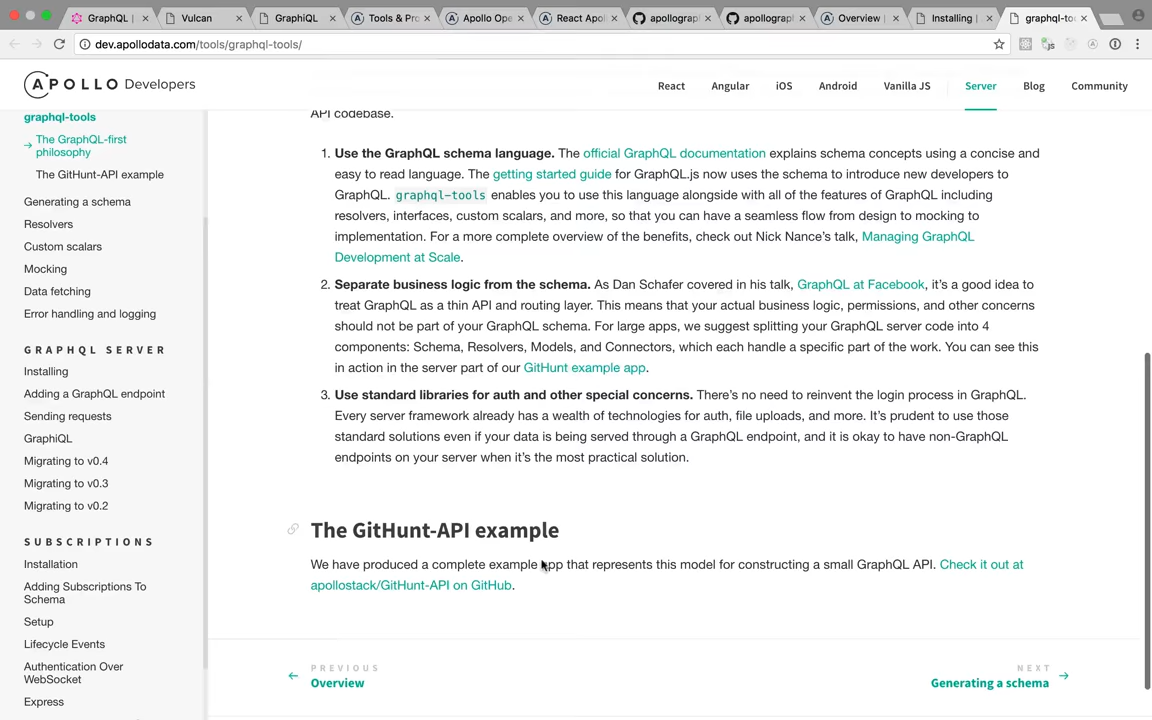 GraphQL |
Vulcan
GraphiQL
Tools & Pro
Apollo Ope
React Apol
apollograp
apollograp
Overview |
Installing |
graphql-to
dev.apollodata.com/tools/graphql-tools/
APOLLO Developers
React
Angular
iOS
Android
Vanilla JS
Server
Blog
Community
graphql-tools
The GraphQL-first
philosophy
The GitHunt-API example
Generating a schema
Resolvers
Custom scalars
Mocking
Data fetching
Error handling and logging
GRAPHQL SERVER
Installing
Adding a GraphQL endpoint
Sending requests
GraphiQL
Migrating to v0.4
Migrating to v0.3
Migrating to v0.2
SUBSCRIPTIONS
Installation
Adding Subscriptions To
Schema
Setup
Lifecycle Events
Authentication Over
WebSocket
Express
API codebase.
1. Use the GraphQL schema language. The official GraphQL documentation explains schema concepts using a concise and
easy to read language. The getting started guide for GraphQL.js now uses the schema to introduce new developers to
GraphQL. graphql-tools enables you to use this language alongside with all of the features of GraphQL including
resolvers, interfaces, custom scalars, and more, so that you can have a seamless flow from design to mocking to
implementation. For a more complete overview of the benefits, check out Nick Nance's talk, Managing GraphQL
Development at Scale.
2. Separate business logic from the schema. As Dan Schafer covered in his talk, GraphQL at Facebook, it's a good idea to
treat GraphQL as a thin API and routing layer. This means that your actual business logic, permissions, and other concerns
should not be part of your GraphQL schema. For large apps, we suggest splitting your GraphQL server code into 4
components: Schema, Resolvers, Models, and Connectors, which each handle a specific part of the work. You can see this
in action in the server part of our GitHunt example app.
3. Use standard libraries for auth and other special concerns. There's no need to reinvent the login process in GraphQL.
Every server framework already has a wealth of technologies for auth, file uploads, and more. It's prudent to use those
standard solutions even if your data is being served through a GraphQL endpoint, and it is okay to have non-GraphQL
endpoints on your server when it's the most practical solution.
The GitHunt-API example
We have produced a complete example app that represents this model for constructing a small GraphQL API. Check it out at
apollostack/GitHunt-API on GitHub.
PREVIOUS
Overview
NEXT
Generating a schema